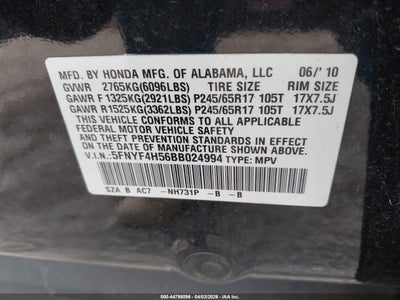 MFD. BY HONDA MFG. OF ALABAMA, LLC 06/'10
GVWR 2765KG(6096LBS) TIRE SIZE RIM SIZE
GAWR F 1325KG(2921LBS) P245/65R17 105T 17X7.5J
GAWR R1525KG(3362LBS) P245/65R17 105T 17X7.5J
THIS VEHICLE CONFORMS TO ALL APPLICABLE
FEDERAL MOTOR VEHICLE SAFETY AND THEFT
PREVENTION STANDARDS IN EFFECT ON THE
DATE OF MANUFACTURE SHOWN ABOVE.
V.I.N.:5FNYF4H56BB024994 TYPE: MPV
SZA B AC7 -NH731P -B -B
000-44799096 - 04/03/2026 -